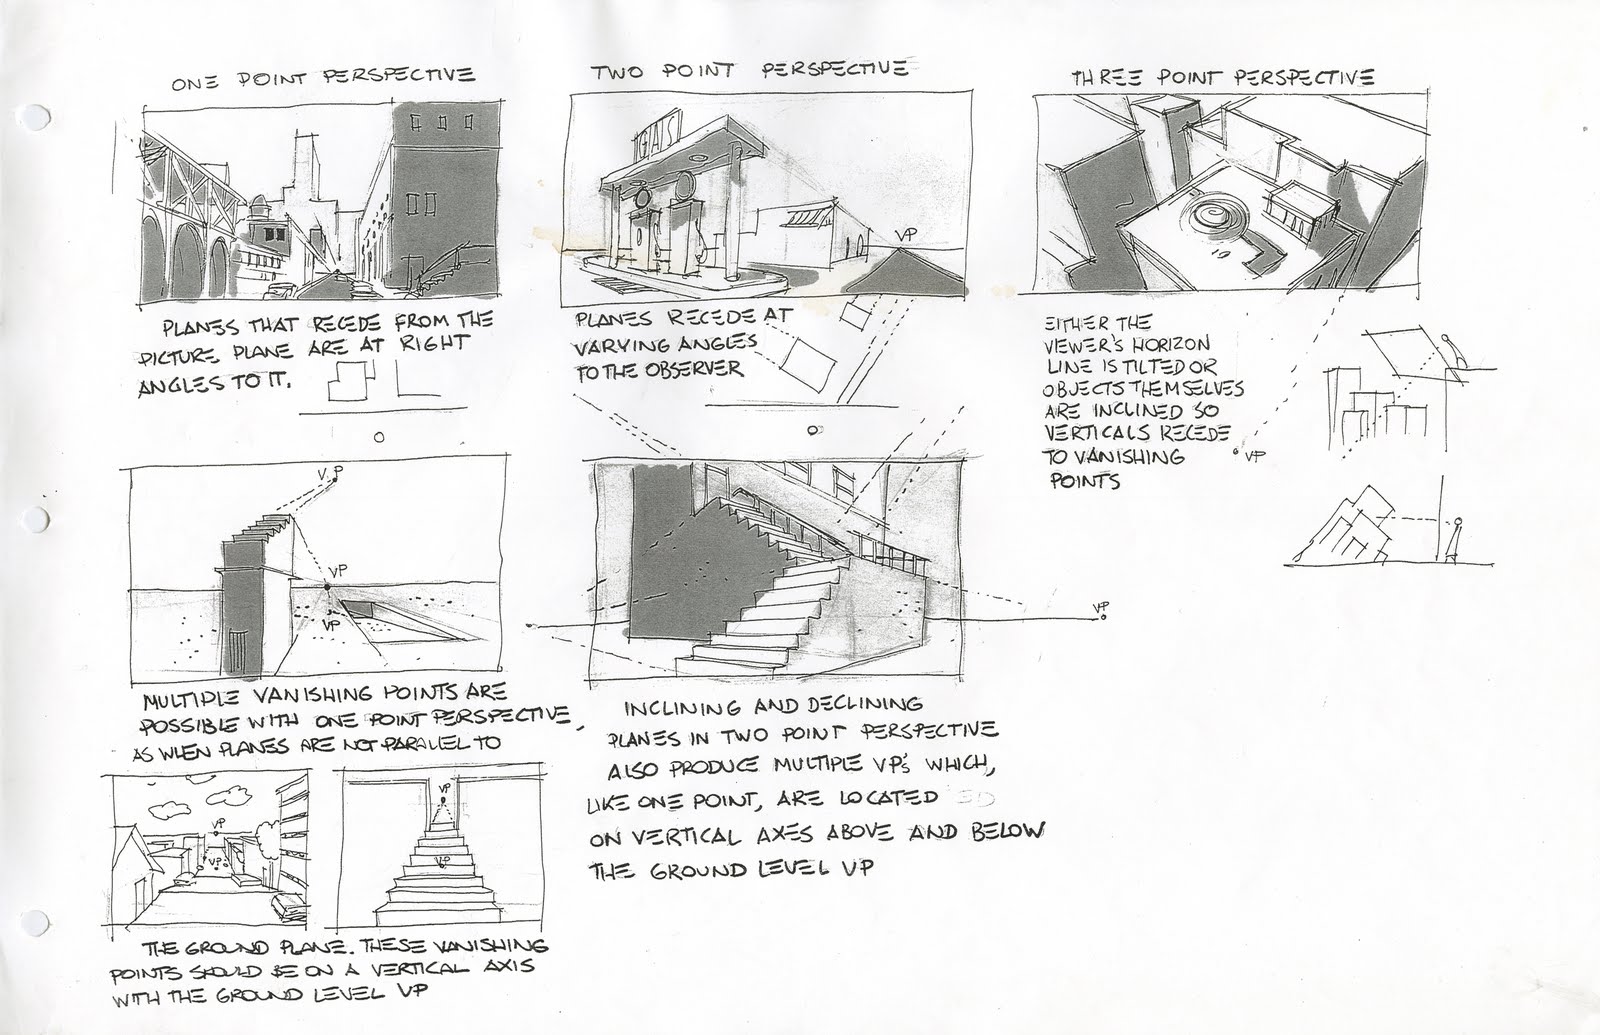 ONE POINT PERSPECTIVE
PLANES THAT RECEDE FROM THE
PICTURE PLANE ARE AT RIGHT
ANGLES TO IT.
V.P
VP
VP
MULTIPLE VANISHING POINTS ARE
POSSIBLE WITH ONE POINT PERSPECTIVE,
AS WHEN PLANES ARE NOT PARALLEL TO
VP
VP
VP
VP
THE GROUND PLANE. THESE VANISHING
POINTS SHOULD BE ON A VERTICAL AXIS
WITH THE GROUND LEVEL VP
TWO POINT PERSPECTIVE
GAS
VP
PLANES RECEDE AT
VARYING ANGLES
TO THE OBSERVER
VP
INCLINING AND DECLINING
PLANES IN TWO POINT PERSPECTIVE
ALSO PRODUCE MULTIPLE VP's WHICH,
LIKE ONE POINT, ARE LOCATED
ON VERTICAL AXES ABOVE AND BELOW
THE GROUND LEVEL VP
THREE POINT PERSPECTIVE
EITHER THE
VIEWER'S HORIZON
LINE IS TILTED OR
OBJECTS THEMSELVES
ARE INCLINED SO
VERTICALS RECEDE
TO VANISHING
POINTS
VP